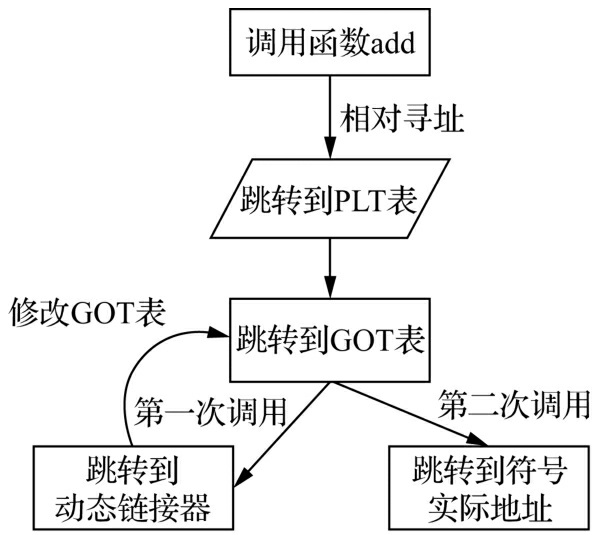 调用函数add
相对寻址
跳转到PLT表
修改GOT表
跳转到GOT表
第一次调用
第二次调用
跳转到
动态链接器
跳转到符号
实际地址